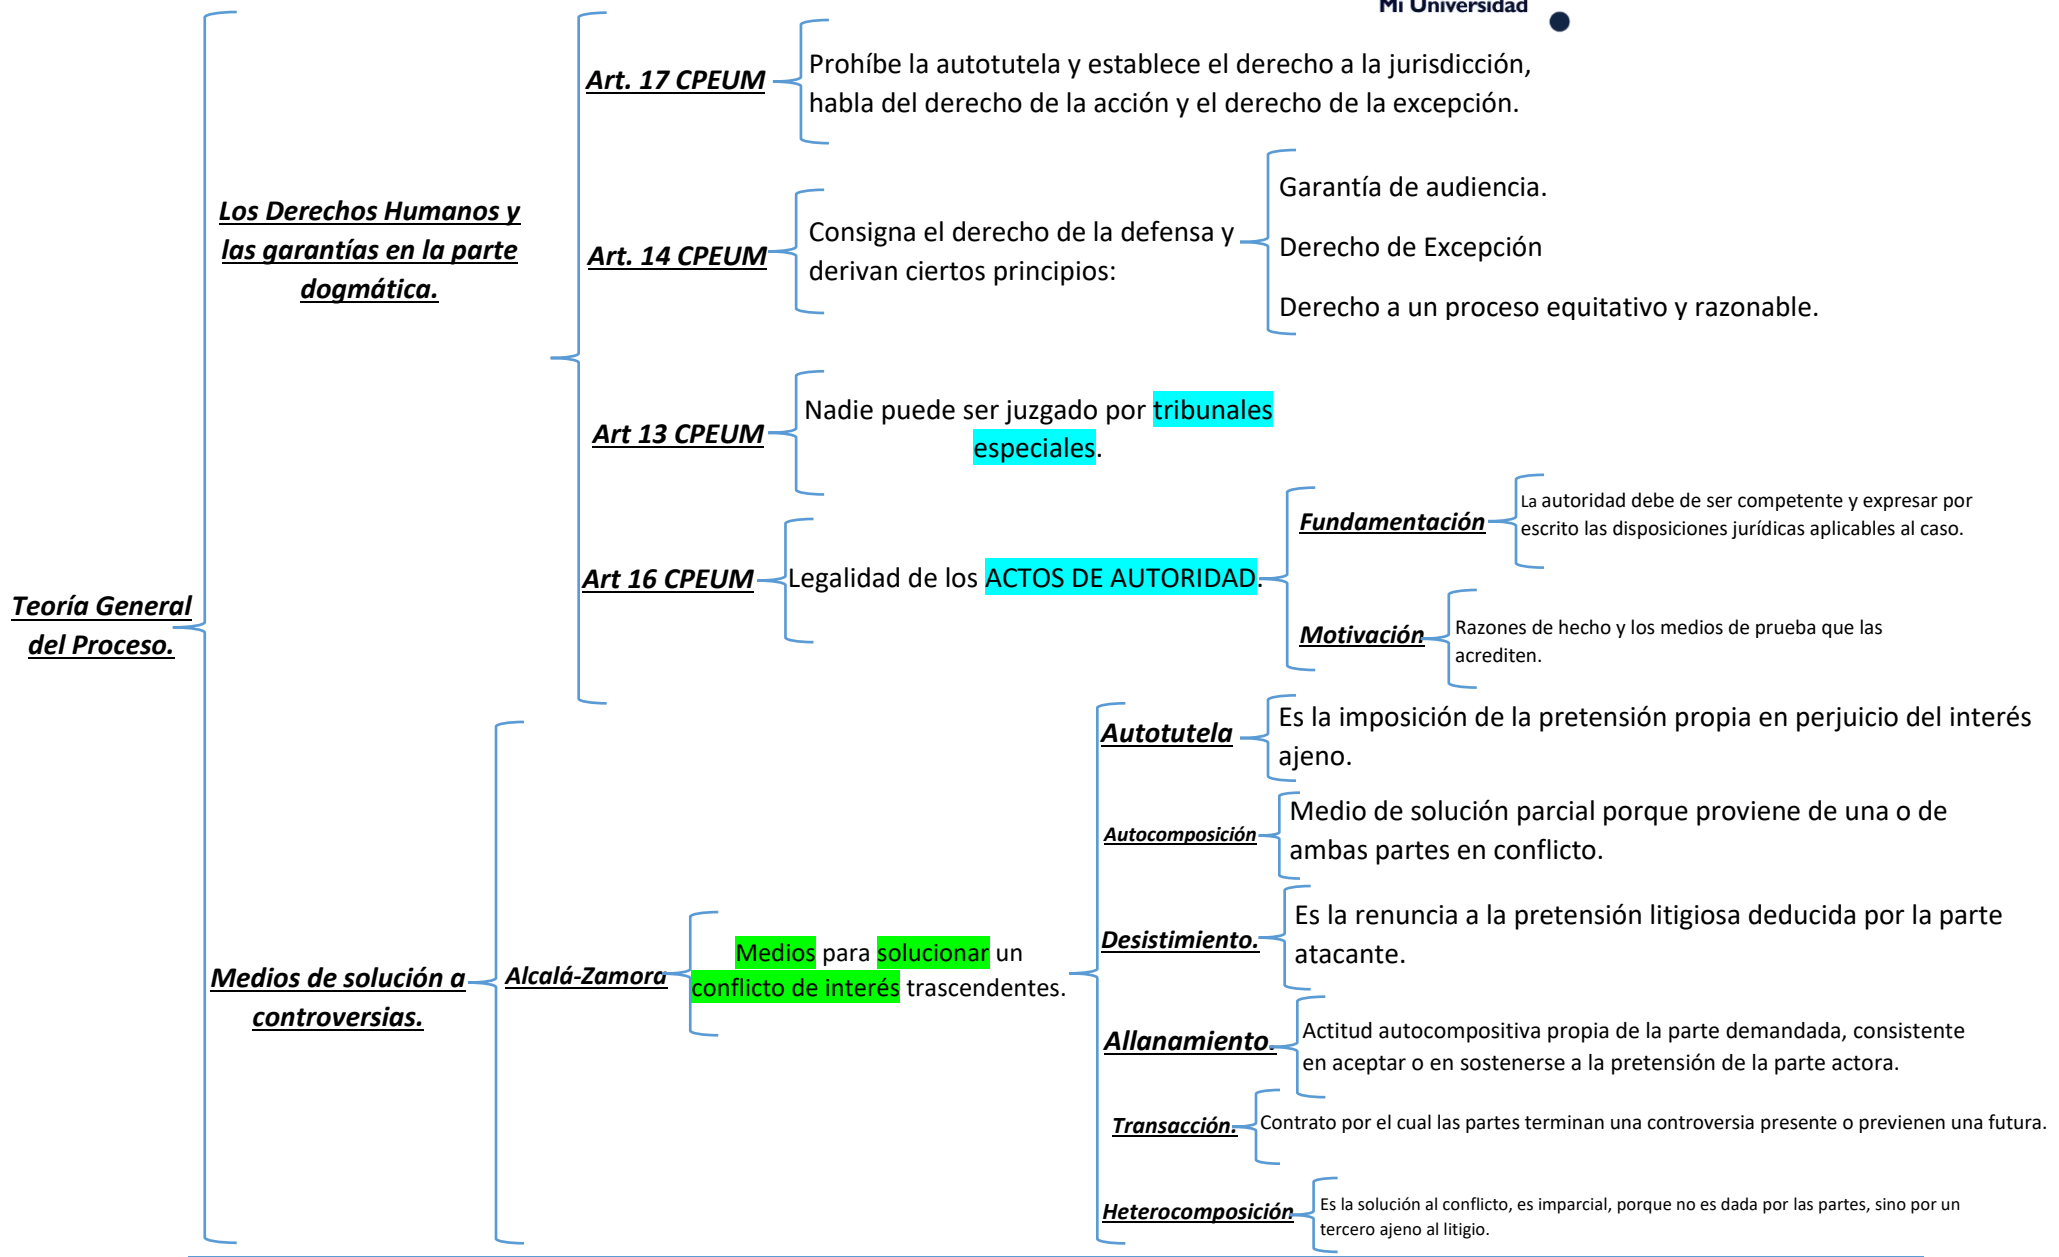 Mi Universidad
Art. 17 CPEUM
Prohíbe la autotutela y establece el derecho a la jurisdicción,
habla del derecho de la acción y el derecho de la excepción.
Los Derechos Humanos y
las garantías en la parte
dogmática.
Art. 14 CPEUM
Consigna el derecho de la defensa y
derivan ciertos principios:
Garantía de audiencia.
Derecho de Excepción
Derecho a un proceso equitativo y razonable.
Art 13 CPEUM
Nadie puede ser juzgado por tribunales
especiales.
Art 16 CPEUM
Legalidad de los ACTOS DE AUTORIDAD.
Fundamentación
La autoridad debe de ser competente y expresar por
escrito las disposiciones jurídicas aplicables al caso.
Motivación
Razones de hecho y los medios de prueba que las
acrediten.
Teoría General
del Proceso.
Medios de solución a
controversias.
Alcalá-Zamora
Medios para solucionar un
conflicto de interés trascendentes.
Autotutela
Es la imposición de la pretensión propia en perjuicio del interés
ajeno.
Autocomposición
Medio de solución parcial porque proviene de una o de
ambas partes en conflicto.
Desistimiento.
Es la renuncia a la pretensión litigiosa deducida por la parte
atacante.
Allanamiento.
Actitud autocompositiva propia de la parte demandada, consistente
en aceptar o en sostenerse a la pretensión de la parte actora.
Transacción.
Contrato por el cual las partes terminan una controversia presente o previenen una futura.
Heterocomposición
Es la solución al conflicto, es imparcial, porque no es dada por las partes, sino por un
tercero ajeno al litigio.